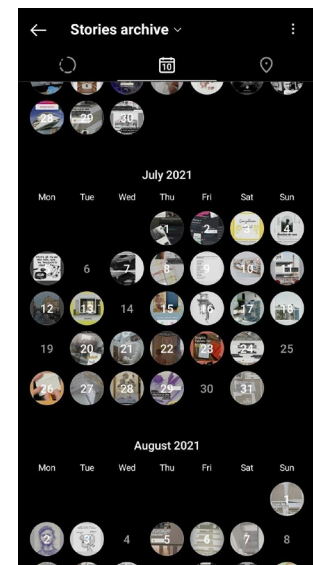 Stories archive
10
28 29 30
July 2021
Mon Tue Wed Thu Fri Sat Sun
1 2 3 4
6 7 8 9 10 11
12 13 14 15 16 17 18
19 20 21 22 23 24 25
26 27 28 29 30 31
August 2021
Mon Tue Wed Thu Fri Sat Sun
1
2 3 4 5 6 7 8